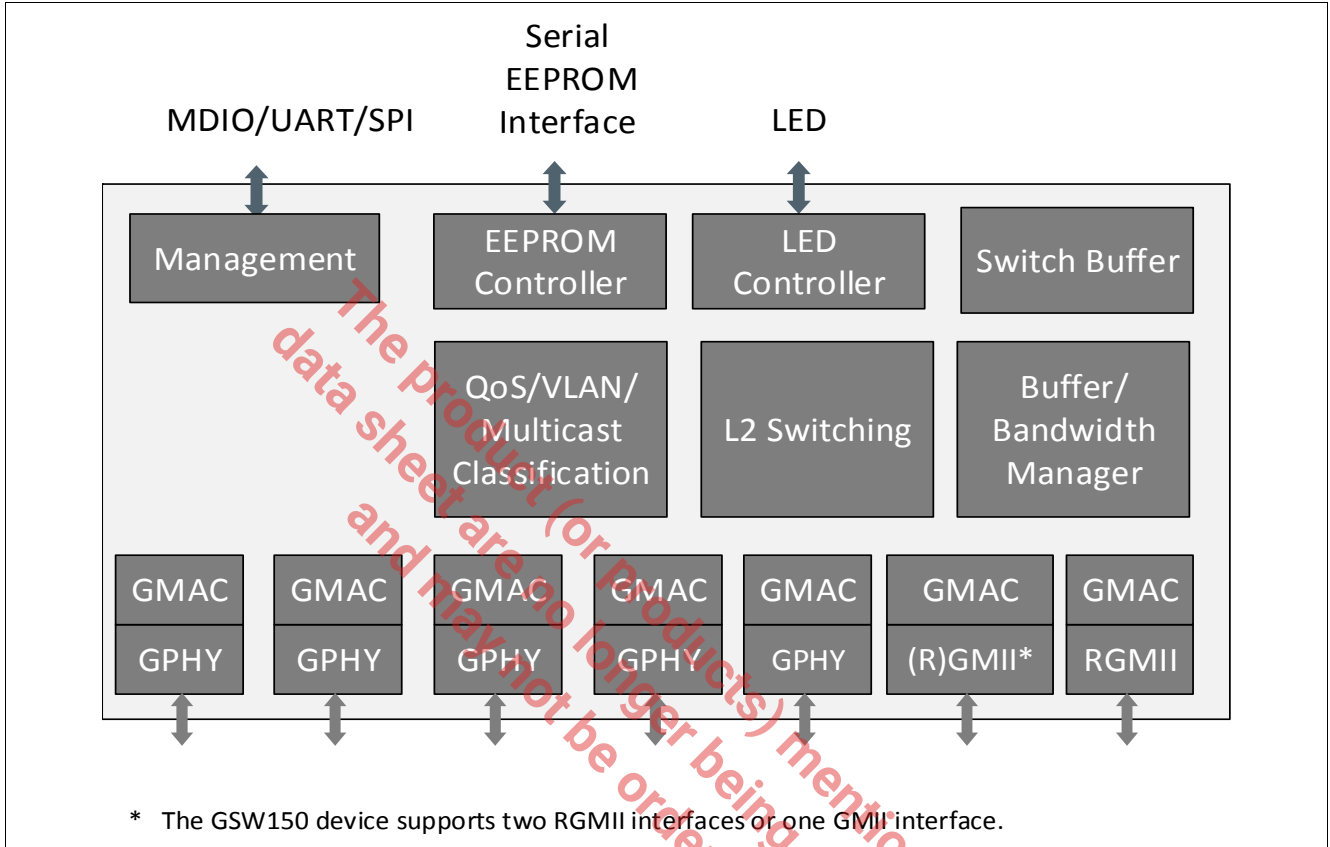 Serial
EEPROM
Interface
MDIO/UART/SPI
LED
Management
EEPROM
Controller
LED
Controller
Switch Buffer
QoS/VLAN/
Multicast
Classification
L2 Switching
Buffer/
Bandwidth
Manager
GMAC
GPHY
GMAC
GPHY
GMAC
GPHY
GMAC
GPHY
GMAC
GPHY
GMAC
(R)GMII*
GMAC
RGMII
* The GSW150 device supports two RGMII interfaces or one GMII interface.
The product (or products) mentio
data sheet are no longer being
and may not be orde